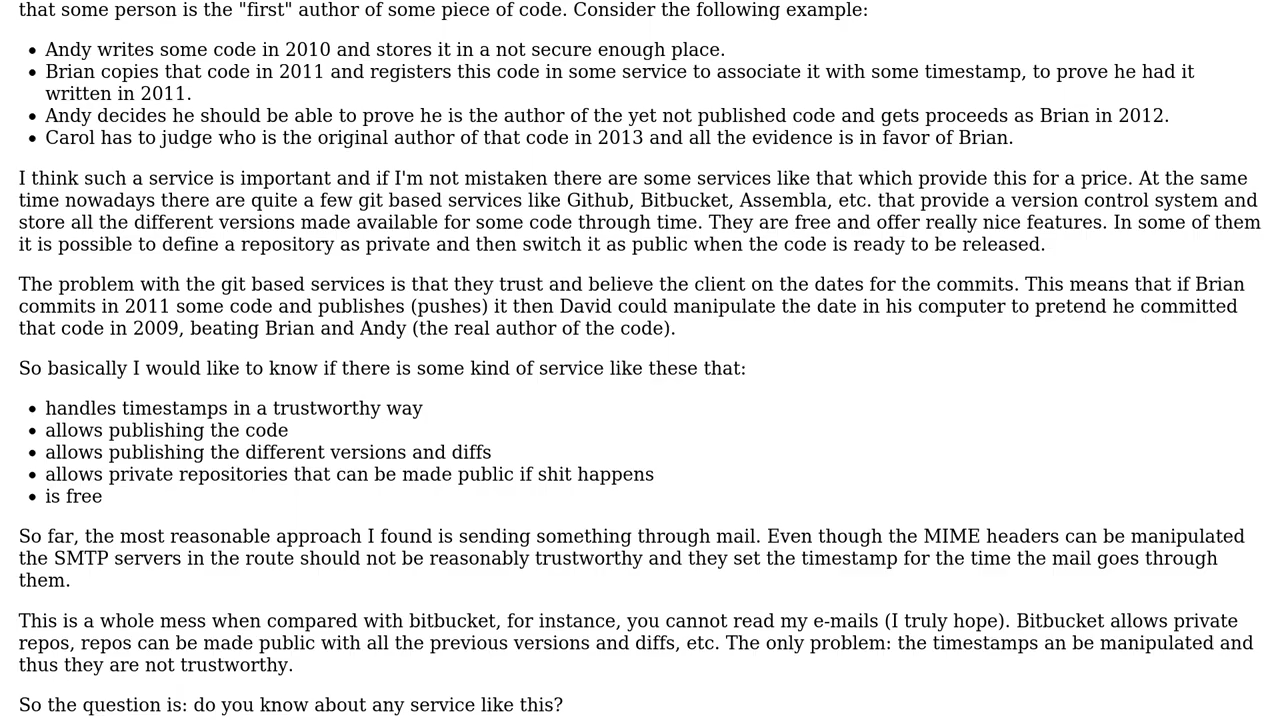 that some person is the "first" author of some piece of code. Consider the following example:
• Andy writes some code in 2010 and stores it in a not secure enough place.
• Brian copies that code in 2011 and registers this code in some service to associate it with some timestamp, to prove he had it
written in 2011.
• Andy decides he should be able to prove he is the author of the yet not published code and gets proceeds as Brian in 2012.
• Carol has to judge who is the original author of that code in 2013 and all the evidence is in favor of Brian.
I think such a service is important and if I'm not mistaken there are some services like that which provide this for a price. At the same
time nowadays there are quite a few git based services like Github, Bitbucket, Assembla, etc. that provide a version control system and
store all the different versions made available for some code through time. They are free and offer really nice features. In some of them
it is possible to define a repository as private and then switch it as public when the code is ready to be released.
The problem with the git based services is that they trust and believe the client on the dates for the commits. This means that if Brian
commits in 2011 some code and publishes (pushes) it then David could manipulate the date in his computer to pretend he committed
that code in 2009, beating Brian and Andy (the real author of the code).
So basically I would like to know if there is some kind of service like these that:
• handles timestamps in a trustworthy way
• allows publishing the code
• allows publishing the different versions and diffs
• allows private repositories that can be made public if shit happens
• is free
So far, the most reasonable approach I found is sending something through mail. Even though the MIME headers can be manipulated
the SMTP servers in the route should not be reasonably trustworthy and they set the timestamp for the time the mail goes through
them.
This is a whole mess when compared with bitbucket, for instance, you cannot read my e-mails (I truly hope). Bitbucket allows private
repos, repos can be made public with all the previous versions and diffs, etc. The only problem: the timestamps an be manipulated and
thus they are not trustworthy.
So the question is: do you know about any service like this?